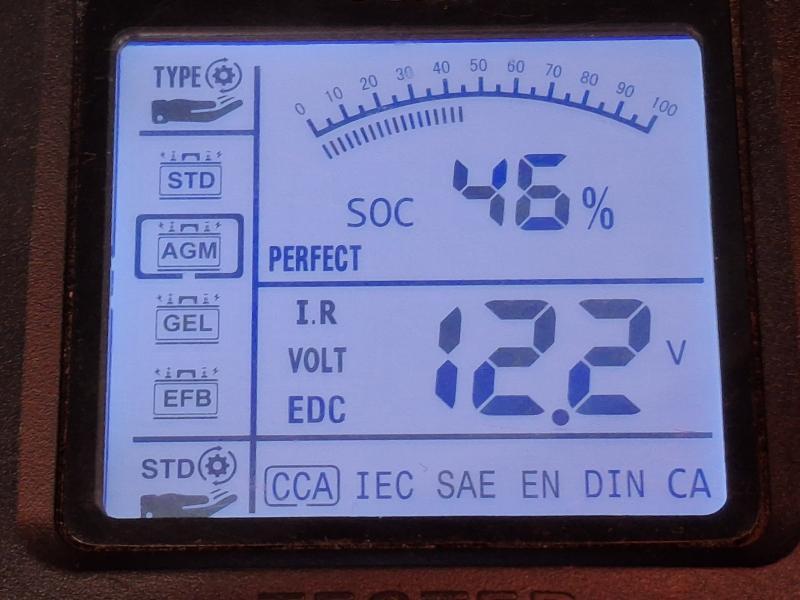 TYPE
STD
AGM
GEL
EFB
STD
0 10 20 30 40 50 60 70 80 90 100
SOC 46 %
PERFECT
I.R
VOLT 12.2 V
EDC
CCA IEC SAE EN DIN CA